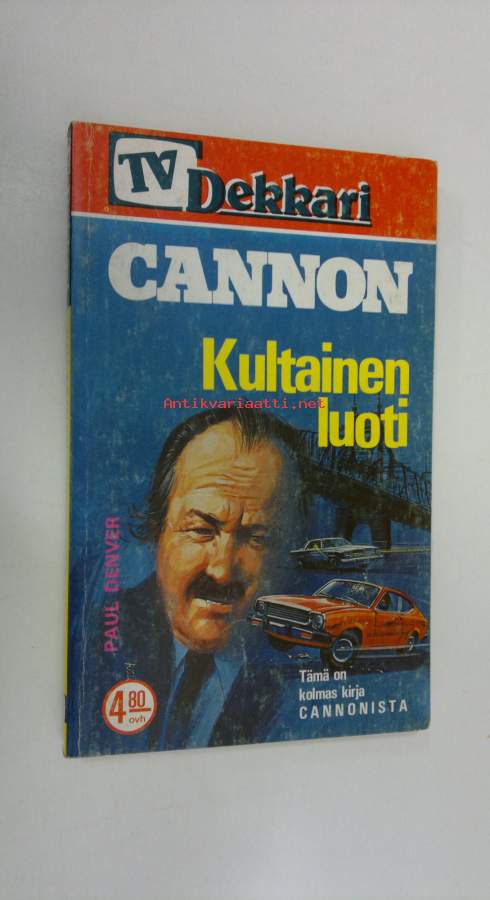 TV Dekkari
CANNON
Kultainen
Antikvariaatti.net
luoti
PAUL DENVER
Tämä on
kolmas kirja
CANNONISTA
4 80
ovh